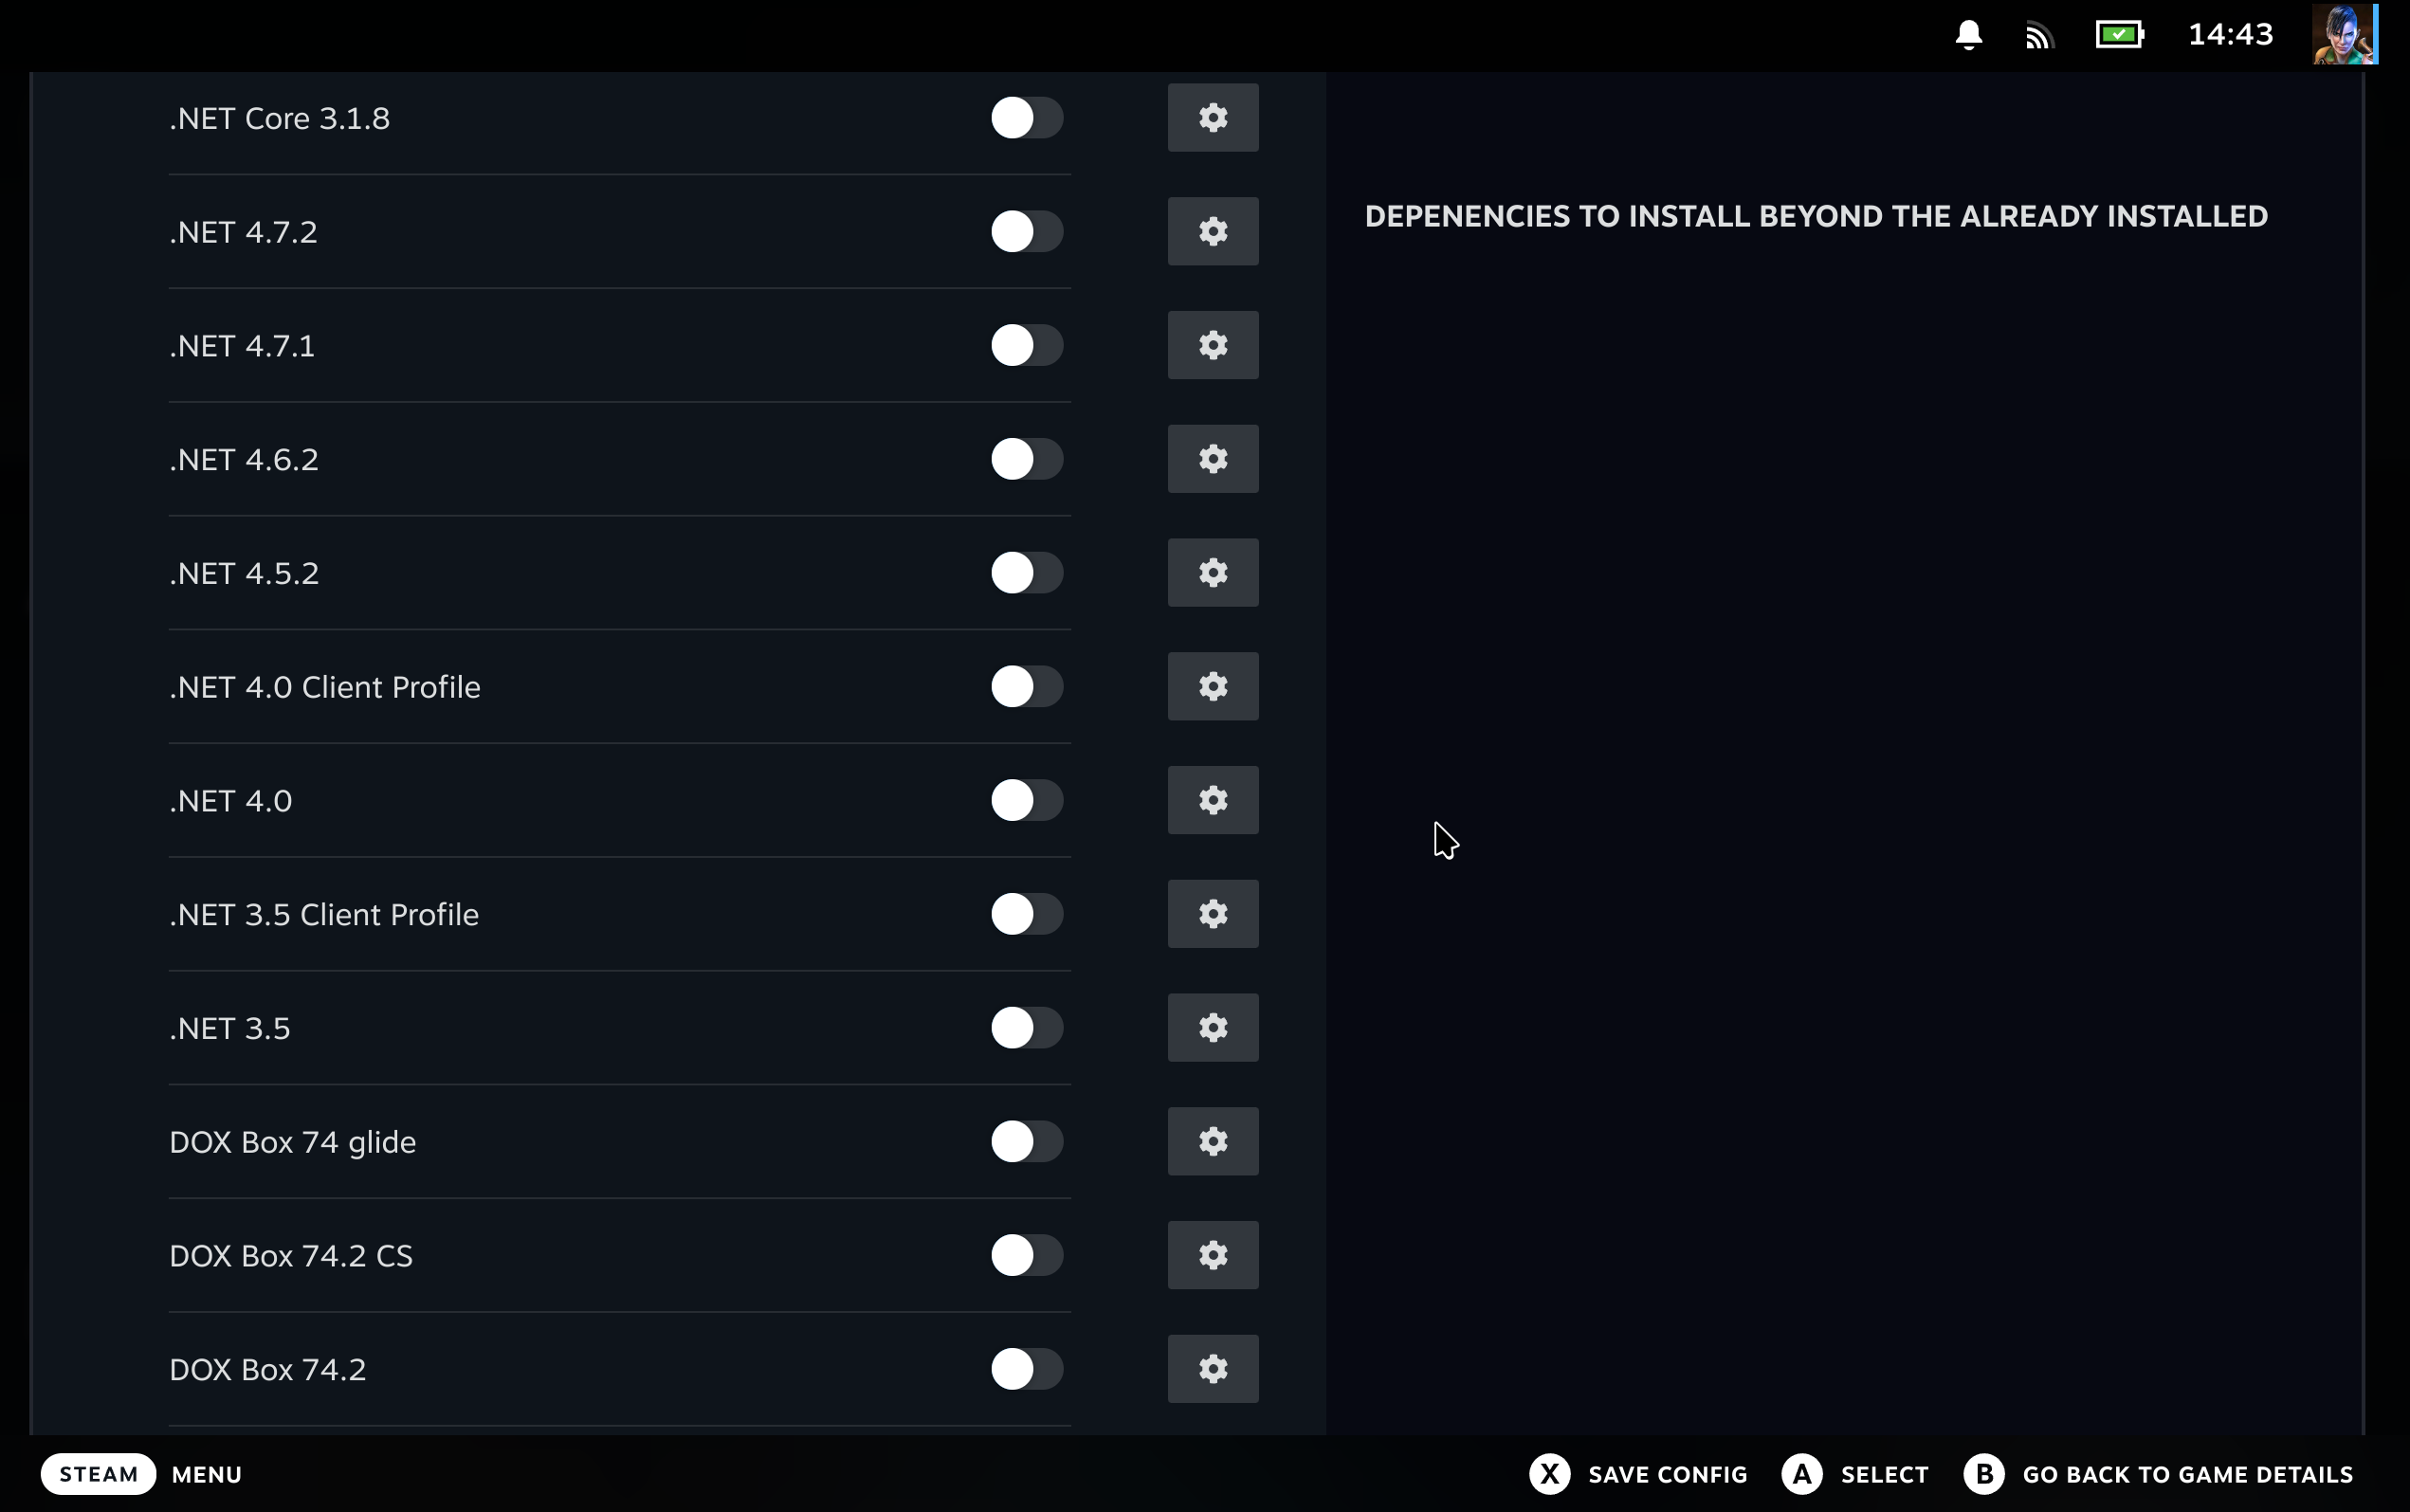 14:43
.NET Core 3.1.8
DEPENENCIES TO INSTALL BEYOND THE ALREADY INSTALLED
.NET 4.7.2
.NET 4.7.1
.NET 4.6.2
.NET 4.5.2
.NET 4.0 Client Profile
.NET 4.0
.NET 3.5 Client Profile
.NET 3.5
DOX Box 74 glide
DOX Box 74.2 CS
DOX Box 74.2
STEAM MENU X SAVE CONFIG A SELECT B GO BACK TO GAME DETAILS